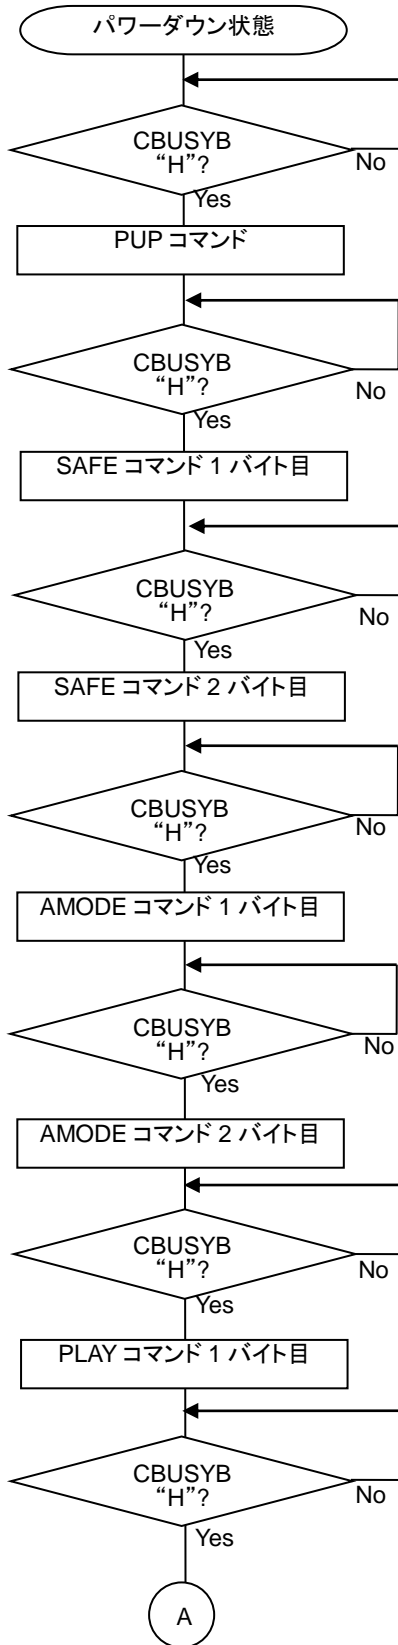 パワーダウン状態
CBUSYB
“H”?
No
Yes
PUP コマンド
CBUSYB
“H”?
No
Yes
SAFE コマンド 1 バイト目
CBUSYB
“H”?
No
Yes
SAFE コマンド 2 バイト目
CBUSYB
“H”?
No
Yes
AMODE コマンド 1 バイト目
CBUSYB
“H”?
No
Yes
AMODE コマンド 2 バイト目
CBUSYB
“H”?
No
Yes
PLAY コマンド 1 バイト目
CBUSYB
“H”?
No
Yes
A